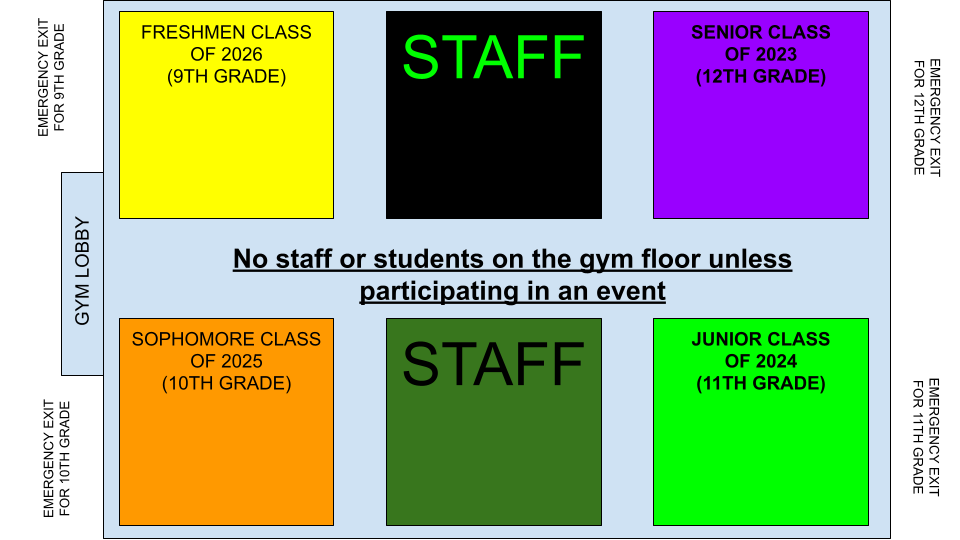 EMERGENCY EXIT
FOR 9TH GRADE
FRESHMEN CLASS
OF 2026
(9TH GRADE)
STAFF
SENIOR CLASS
OF 2023
(12TH GRADE)
EMERGENCY EXIT
FOR 12TH GRADE
GYM LOBBY
No staff or students on the gym floor unless
participating in an event
EMERGENCY EXIT
FOR 10TH GRADE
SOPHOMORE CLASS
OF 2025
(10TH GRADE)
STAFF
JUNIOR CLASS
OF 2024
(11TH GRADE)
EMERGENCY EXIT
FOR 11TH GRADE